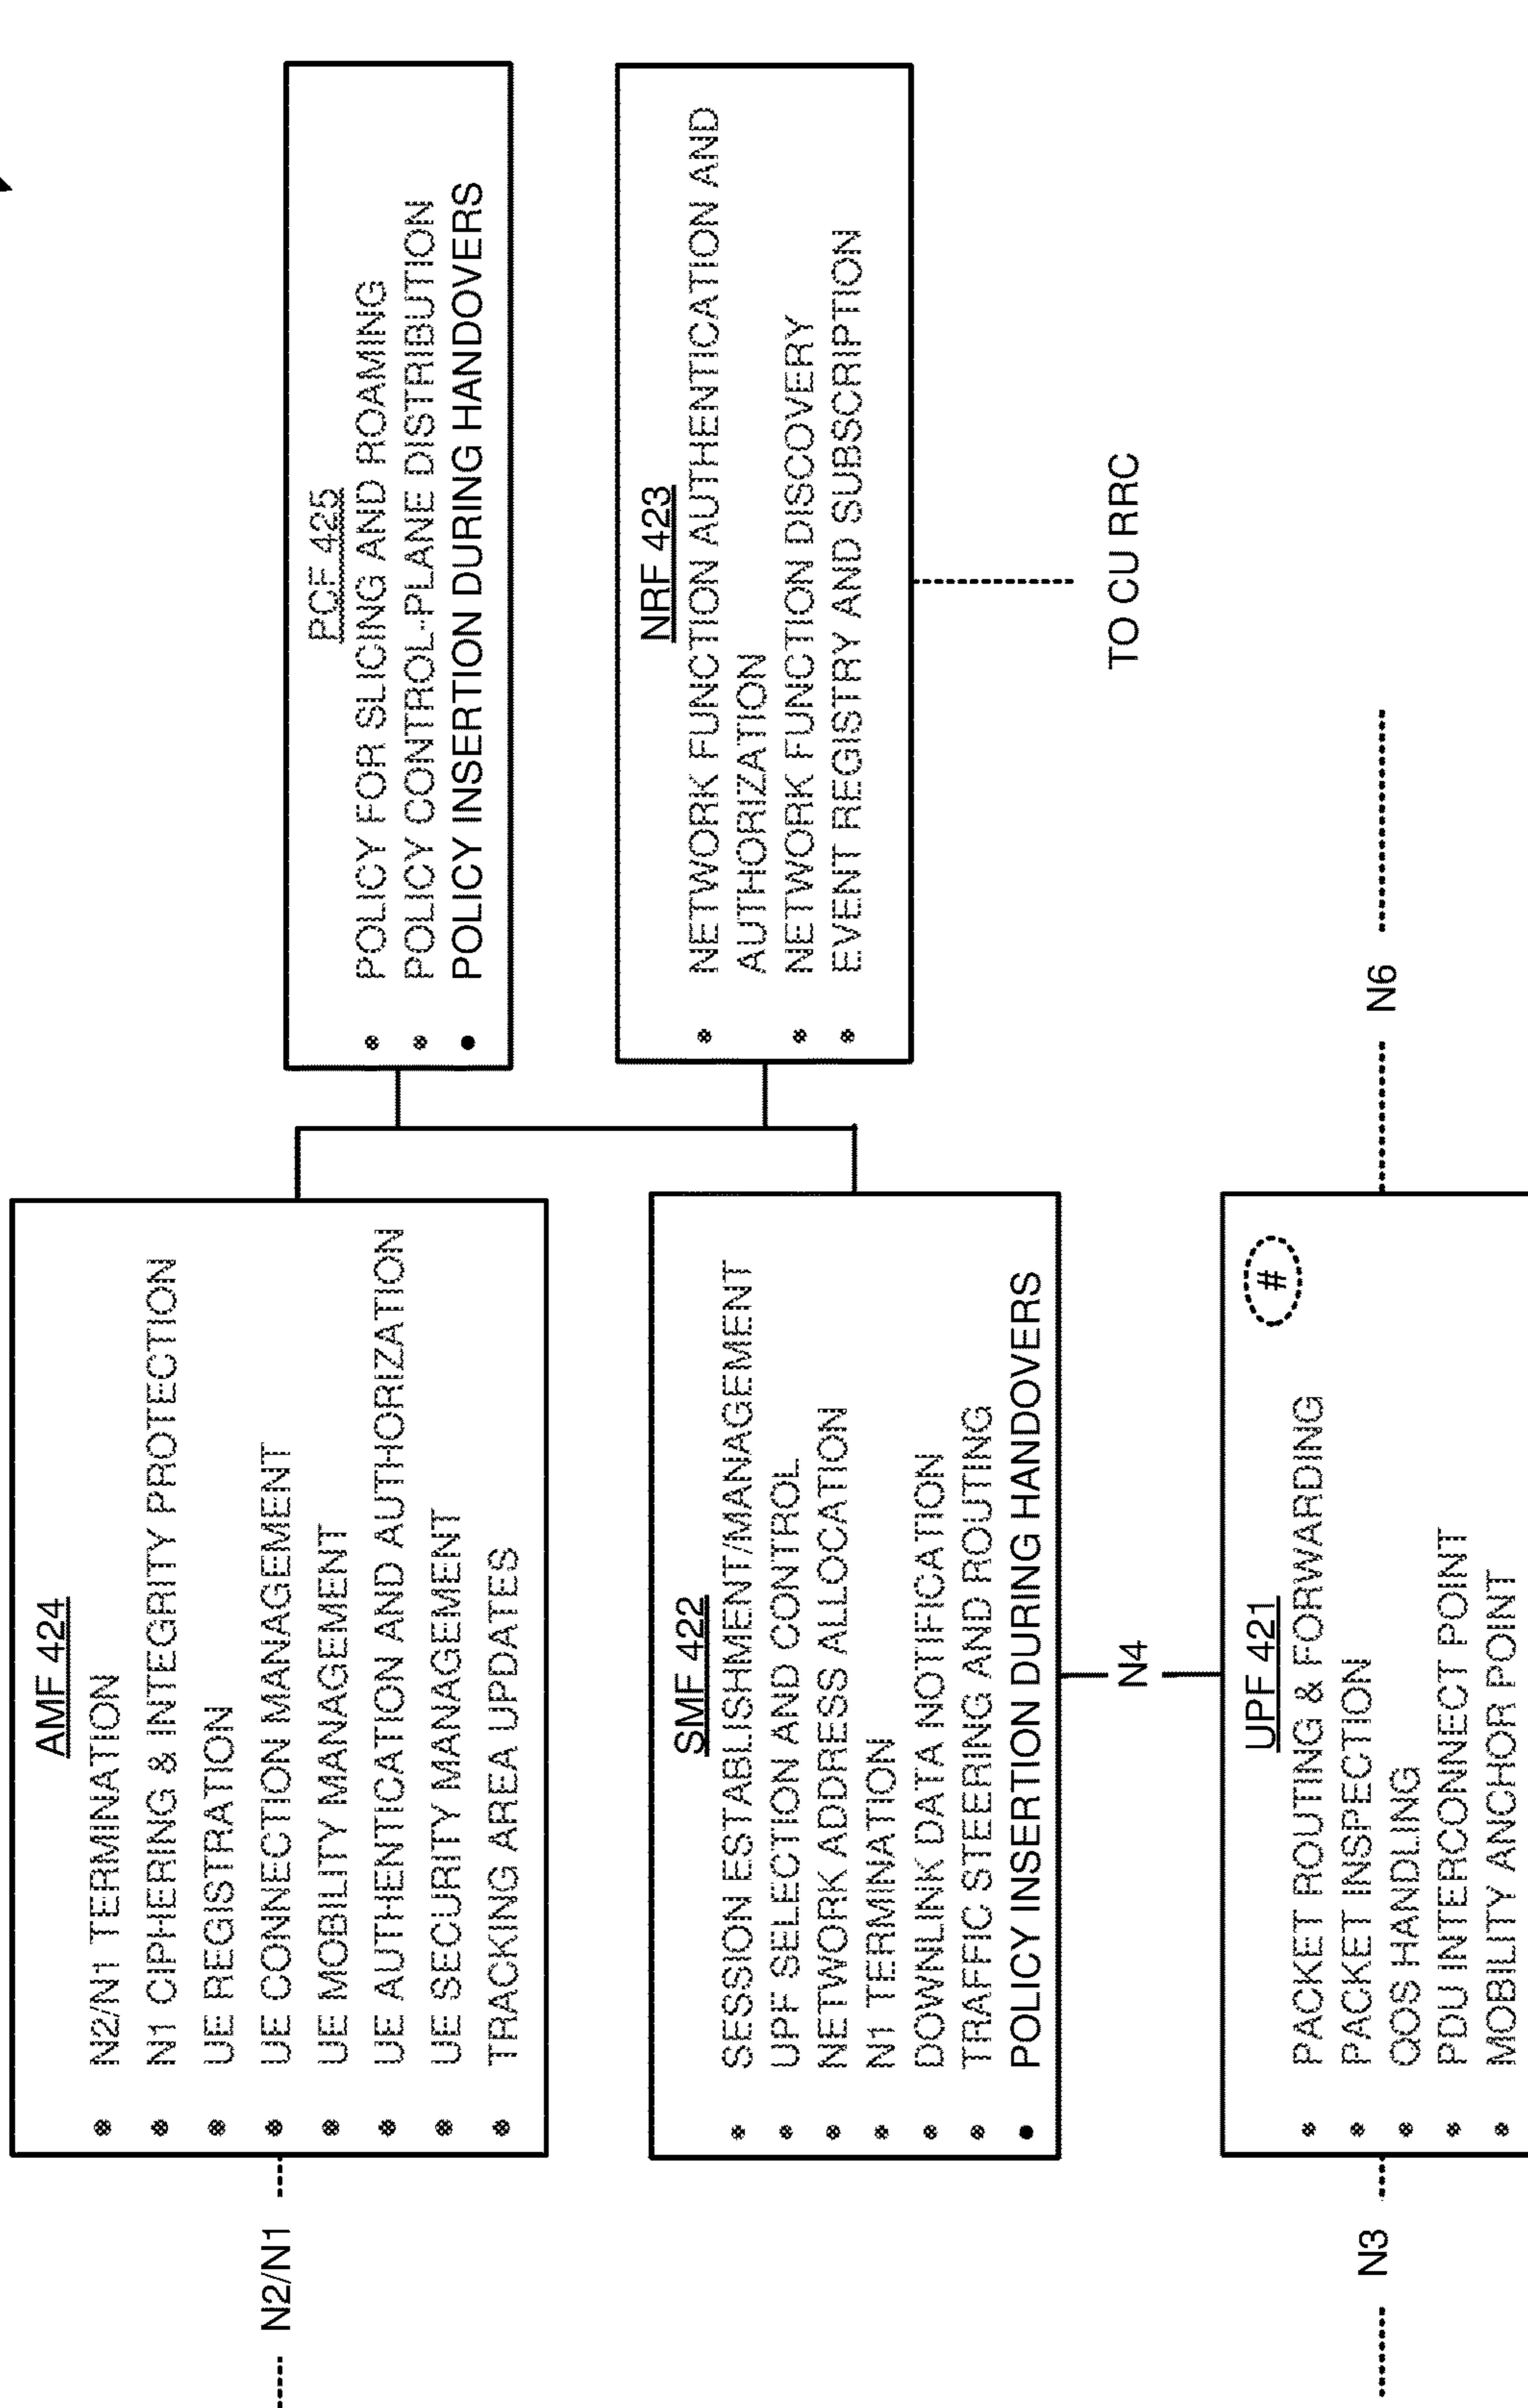 AMF 424
N2/N1 TERMINATION
N1 CIPHERING & INTEGRITY PROTECTION
UE REGISTRATION
UE CONNECTION MANAGEMENT
UE MOBILITY MANAGEMENT
UE AUTHENTICATION AND AUTHORIZATION
UE SECURITY MANAGEMENT
TRACKING AREA UPDATES
N2/N1
PCF 425
POLICY FOR SLICING AND ROAMING
POLICY CONTROL-PLANE DISTRIBUTION
POLICY INSERTION DURING HANDOVERS
SMF 422
SESSION ESTABLISHMENT/MANAGEMENT
UPF SELECTION AND CONTROL
NETWORK ADDRESS ALLOCATION
N1 TERMINATION
DOWNLINK DATA NOTIFICATION
TRAFFIC STEERING AND ROUTING
POLICY INSERTION DURING HANDOVERS
NRF 423
NETWORK FUNCTION AUTHENTICATION AND
AUTHORIZATION
NETWORK FUNCTION DISCOVERY
EVENT REGISTRY AND SUBSCRIPTION
TO CU RRC
N4
UPF 421
#
PACKET ROUTING & FORWARDING
PACKET INSPECTION
QOS HANDLING
PDU INTERCONNECT POINT
MOBILITY ANCHOR POINT
N3
N6